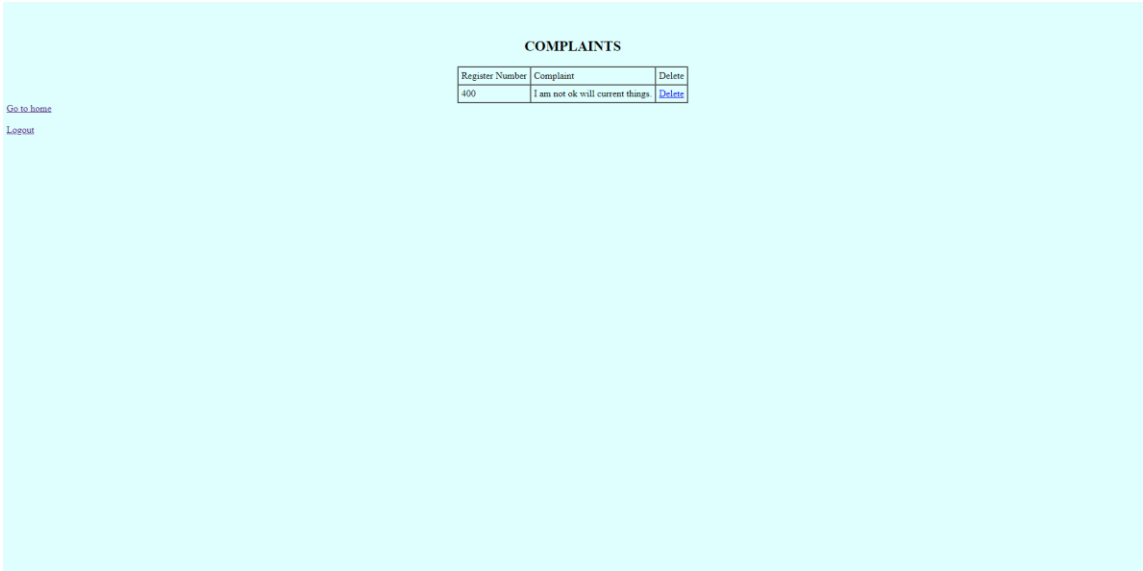 COMPLAINTS
Register Number Complaint Delete
400 I am not ok will current things. Delete
Go to home
Logout